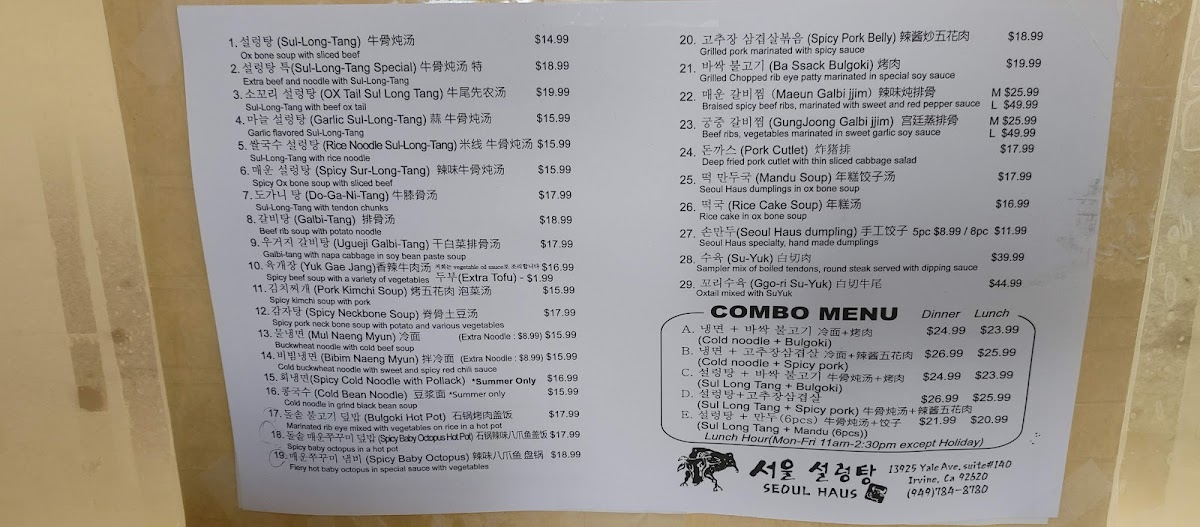 1. 설렁탕 (Sul-Long-Tang) 牛骨炖汤 $14.99
Ox bone soup with sliced beef
2. 설렁탕 특(Sul-Long-Tang Special) 牛骨炖汤 特 $18.99
Extra beef and noodle with Sul-Long-Tang
3. 소꼬리 설렁탕 (OX Tail Sul Long Tang) 牛尾先农汤 $19.99
Sul-Long-Tang with beef ox tail
4. 마늘 설렁탕 (Garlic Sul-Long-Tang) 蒜 牛骨炖汤 $15.99
Garlic flavored Sul-Long-Tang
5. 쌀국수 설렁탕 (Rice Noodle Sul-Long-Tang) 米线 牛骨炖汤 $15.99
Sul-Long-Tang with rice noodle
6. 매운 설렁탕 (Spicy Sur-Long-Tang) 辣味牛骨炖汤 $15.99
Spicy Ox bone soup with sliced beef
7. 도가니 탕 (Do-Ga-Ni-Tang) 牛膝骨汤 $17.99
Sul-Long-Tang with tendon chunks
8. 갈비탕 (Galbi-Tang) 排骨汤 $18.99
Beef rib soup with potato noodle
9. 우거지 갈비탕 (Ugueji Galbi-Tang) 干白菜排骨汤 $17.99
Galbi-tang with napa cabbage in soy bean paste soup
10. 육개장 (Yuk Gae Jang)香辣牛肉汤 저희는 vegetable oil sauce로 조리합니다 $16.99
Spicy beef soup with a variety of vegetables 두부(Extra Tofu) - $1.99
11. 김치찌개 (Pork Kimchi Soup) 烤五花肉 泡菜汤 $15.99
Spicy kimchi soup with pork
12. 감자탕 (Spicy Neckbone Soup) 脊骨土豆汤 $17.99
Spicy pork neck bone soup with potato and various vegetables
13. 물냉면 (Mul Naeng Myun) 冷面 (Extra Noodle : $8.99) $15.99
Buckwheat noodle with cold beef soup
14. 비빔냉면 (Bibim Naeng Myun) 拌冷面 (Extra Noodle : $8.99) $15.99
Cold buckwheat noodle with sweet and spicy red chili sauce
15. 회냉면(Spicy Cold Noodle with Pollack) *Summer Only $16.99
16. 콩국수 (Cold Bean Noodle) 豆浆面 *Summer only $15.99
Cold noodle in grind black bean soup
17. 돌솥 불고기 덮밥 (Bulgogi Hot Pot) 石锅烤肉盖饭 $17.99
Marinated rib eye mixed with vegetables on rice in a hot pot
18. 돌솥 매운쭈꾸미 덮밥 (Spicy Baby Octopus Hot Pot) 石锅辣味八爪鱼盖饭 $17.99
Spicy baby octopus in a hot pot
19. 매운쭈꾸미 냄비 (Spicy Baby Octopus) 辣味八爪鱼 盘锅 $18.99
Fiery hot baby octopus in special sauce with vegetables
20. 고추장 삼겹살볶음 (Spicy Pork Belly) 辣酱炒五花肉 $18.99
Grilled pork marinated with spicy sauce
21. 바싹 불고기 (Ba Ssack Bulgoki) 烤肉 $19.99
Grilled Chopped rib eye patty marinated in special soy sauce
22. 매운 갈비찜 (Maeun Galbi jjim) 辣味炖排骨 M $25.99
Braised spicy beef ribs, marinated with sweet and red pepper sauce L $49.99
23. 궁중 갈비찜 (GungJoong Galbi jjim) 宫廷蒸排骨 M $25.99
Beef ribs, vegetables marinated in sweet garlic soy sauce L $49.99
24. 돈까스 (Pork Cutlet) 炸猪排 $17.99
Deep fried pork cutlet with thin sliced cabbage salad
25. 떡 만두국 (Mandu Soup) 年糕饺子汤 $17.99
Seoul Haus dumplings in ox bone soup
26. 떡국 (Rice Cake Soup) 年糕汤 $16.99
Rice cake in ox bone soup
27. 손만두(Seoul Haus dumpling) 手工饺子 5pc $8.99 / 8pc $11.99
Seoul Haus specialty, hand made dumplings
28. 수육 (Su-Yuk) 白切肉 $39.99
Sampler mix of boiled tendons, round steak served with dipping sauce
29. 꼬리수육 (Ggo-ri Su-Yuk) 白切牛尾 $44.99
Oxtail mixed with SuYuk
COMBO MENU Dinner Lunch
A. 냉면 + 바싹 불고기 冷面+烤肉 $24.99 $23.99
(Cold noodle + Bulgoki)
B. 냉면 + 고추장삼겹살 冷面+辣酱五花肉 $26.99 $25.99
(Cold noodle + Spicy pork)
C. 설렁탕 + 바싹 불고기 牛骨炖汤+烤肉 $24.99 $23.99
(Sul Long Tang + Bulgoki)
D. 설렁탕+고추장삼겹살 $26.99 $25.99
(Sul Long Tang + Spicy pork) 牛骨炖汤+辣酱五花肉
E. 설렁탕 + 만두(6pcs) 牛骨炖汤+饺子 $21.99 $20.99
(Sul Long Tang + Mandu (6pcs))
Lunch Hour(Mon-Fri 11am-2:30pm except Holiday)
서울 설렁탕
SEOUL HAUS
13925 Yale Ave. suite#140
Irvine, Ca 92620
(949)784-8780